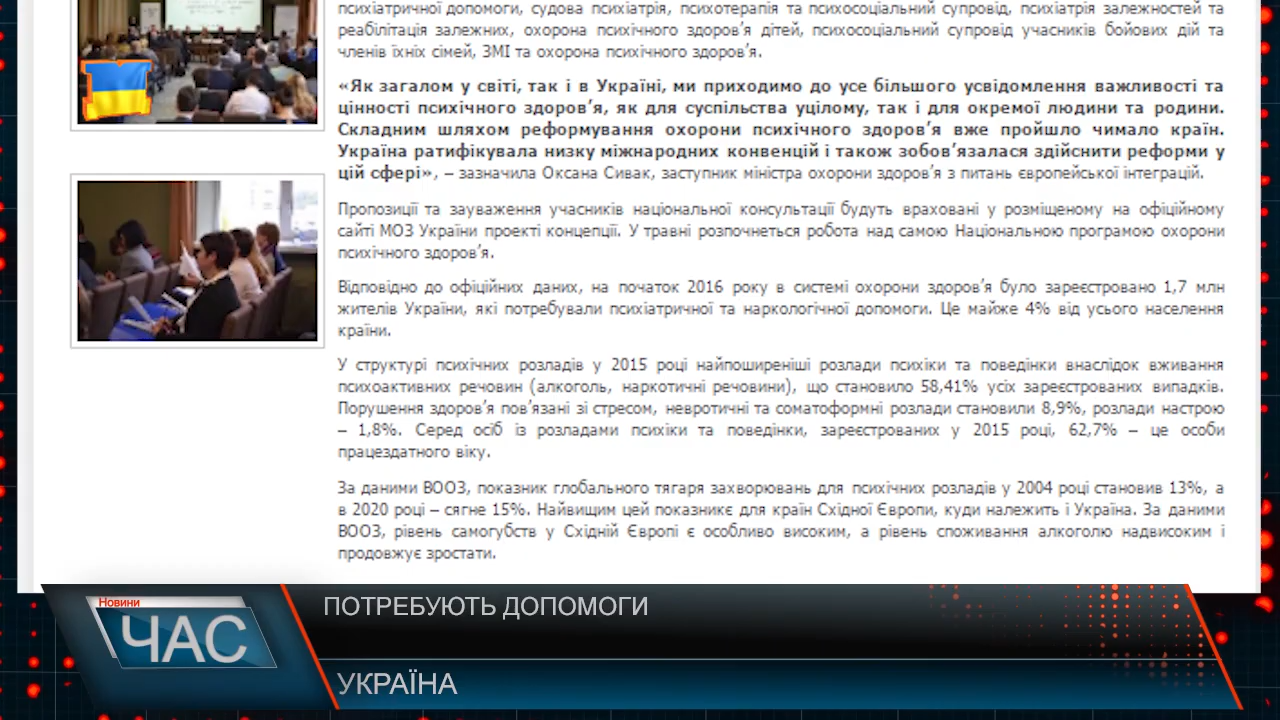 психіатричної допомоги, судова психіатрія, психотерапія та психосоціальний супровід, психіатрія залежностей та
реабілітація залежних, охорона психічного здоров’я дітей, психосоціальний супровід учасників бойових дій та
членів їхніх сімей, ЗМІ та охорона психічного здоров’я.
«Як загалом у світі, так і в Україні, ми приходимо до усе більшого усвідомлення важливості та
цінності психічного здоров’я, як для суспільства уцілому, так і для окремої людини та родини.
Складним шляхом реформування охорони психічного здоров’я вже пройшло чимало країн.
Україна ратифікувала низку міжнародних конвенцій і також зобов’язалася здійснити реформи у
цій сфері», – зазначила Оксана Сивак, заступник міністра охорони здоров’я з питань європейської інтеграцій.
Пропозиції та зауваження учасників національної консультації будуть враховані у розміщеному на офіційному
сайті МОЗ України проекті концепції. У травні розпочнеться робота над самою Національною програмою охорони
психічного здоров’я.
Відповідно до офіційних даних, на початок 2016 року в системі охорони здоров’я було зареєстровано 1,7 млн
жителів України, які потребували психіатричної та наркологічної допомоги. Це майже 4% від усього населення
країни.
У структурі психічних розладів у 2015 році найпоширеніші розлади психіки та поведінки внаслідок вживання
психоактивних речовин (алкоголь, наркотичні речовини), що становило 58,41% усіх зареєстрованих випадків.
Порушення здоров’я пов’язані зі стресом, невротичні та соматоформні розлади становили 8,9%, розлади настрою
– 1,8%. Серед осіб із розладами психіки та поведінки, зареєстрованих у 2015 році, 62,7% – це особи
працездатного віку.
За даними ВООЗ, показник глобального тягаря захворювань для психічних розладів у 2004 році становив 13%, а
в 2020 році – сягне 15%. Найвищим цей показникє для країн Східної Європи, куди належить і Україна. За даними
ВООЗ, рівень самогубств у Східній Європі є особливо високим, а рівень споживання алкоголю надвисоким і
продовжує зростати.
Новини
ЧАС
ПОТРЕБУЮТЬ ДОПОМОГИ
УКРАЇНА